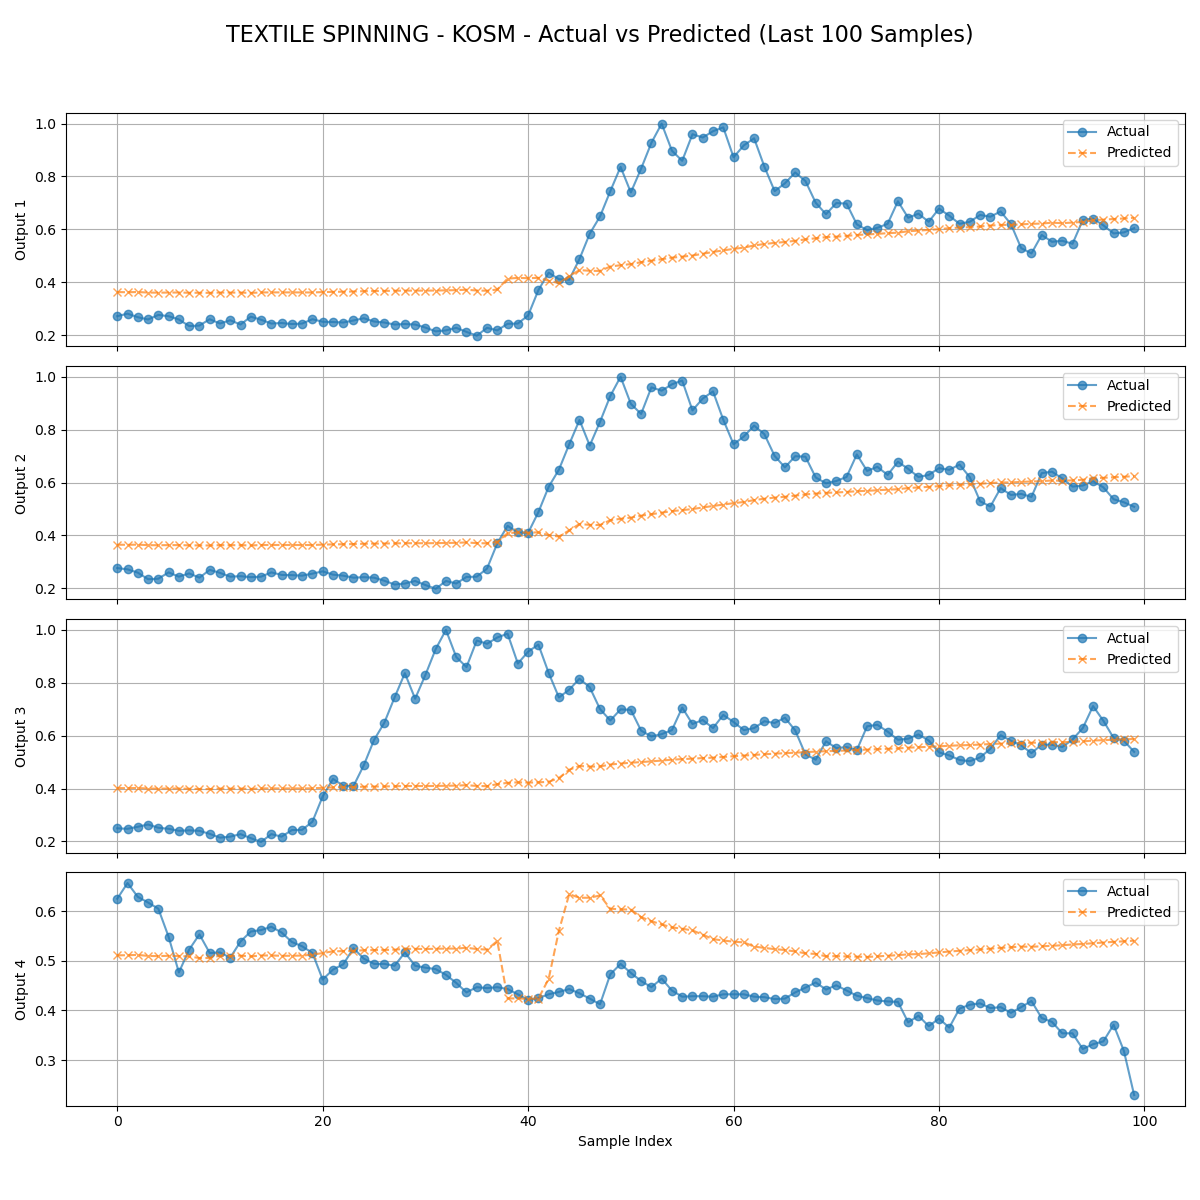 TEXTILE SPINNING - KOSM - Actual vs Predicted (Last 100 Samples)
1.0
0.8
0.6
0.4
0.2
Output 1
Actual
Predicted
1.0
0.8
0.6
0.4
0.2
Output 2
Actual
Predicted
1.0
0.8
0.6
0.4
0.2
Output 3
Actual
Predicted
0.6
0.5
0.4
0.3
Output 4
Actual
Predicted
0 20 40 60 80 100
Sample Index